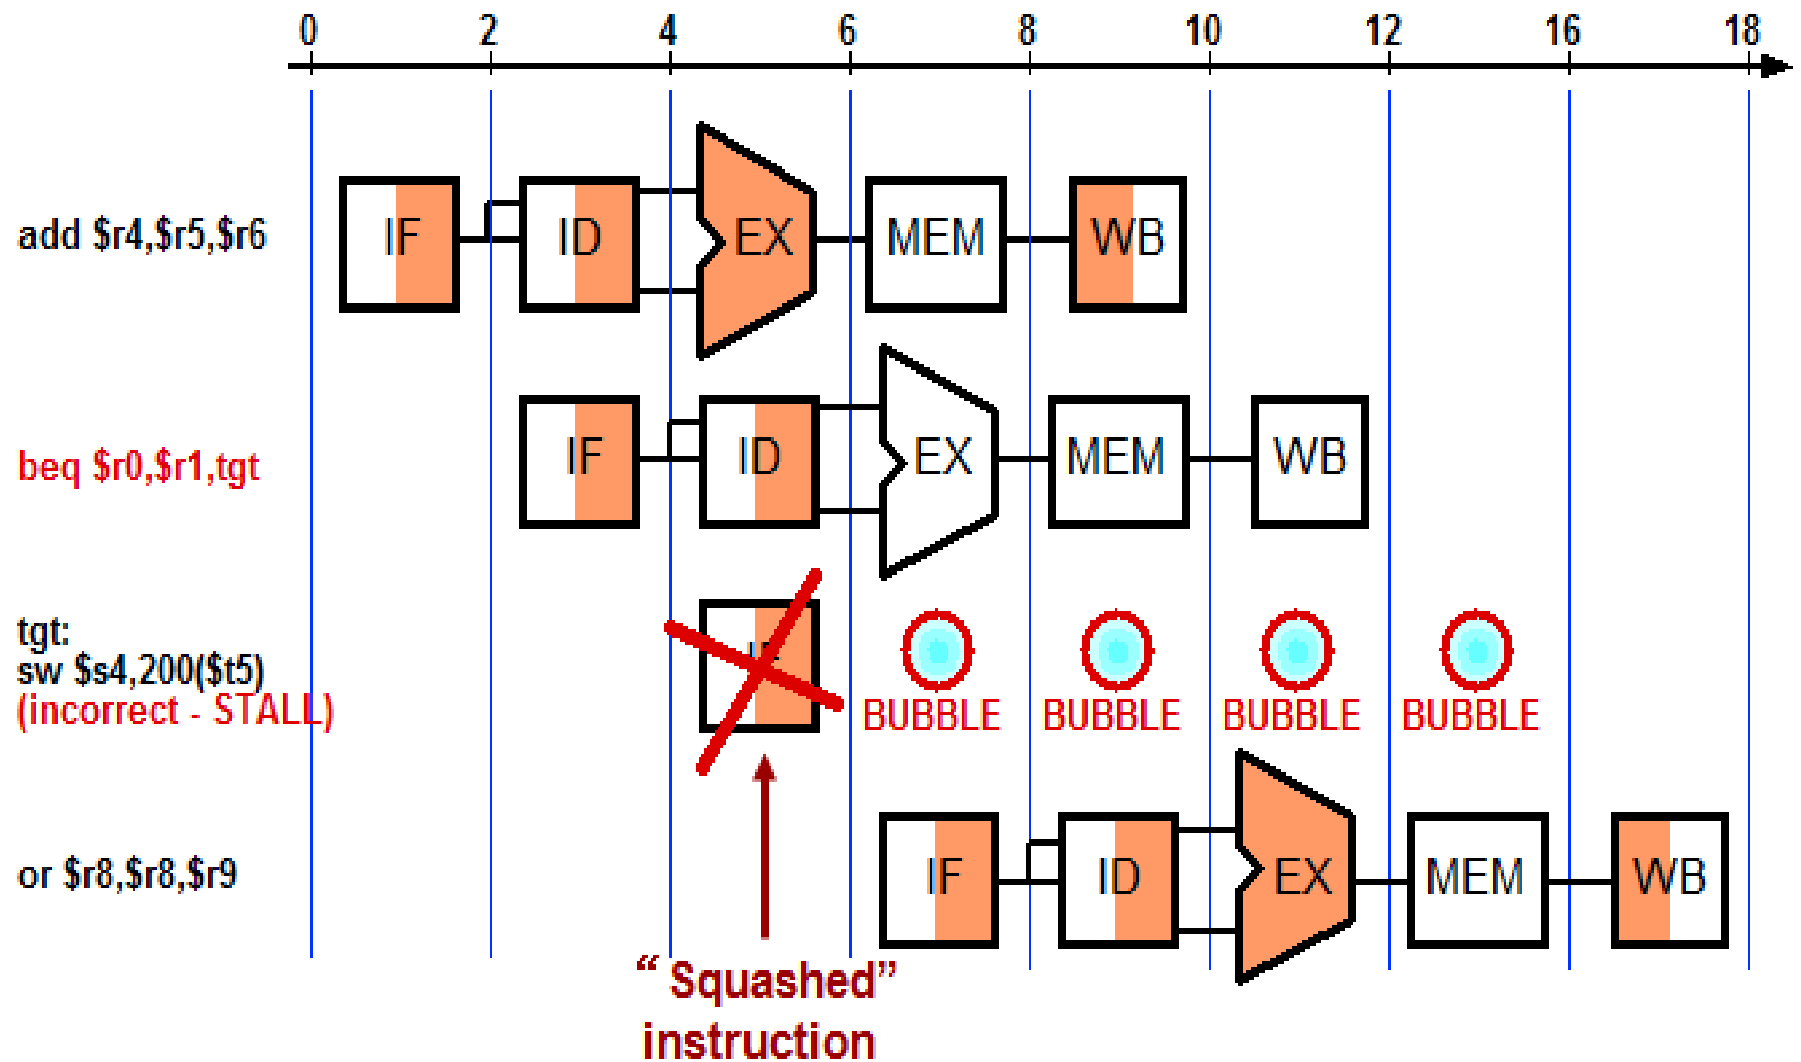 0 2 4 6 8 10 12 16 18
add $r4,$r5,$r6 IF ID EX MEM WB
beq $r0,$r1,tgt IF ID EX MEM WB
tgt:
sw $s4,200($t5) IF
(incorrect - STALL) BUBBLE BUBBLE BUBBLE BUBBLE
or $r8,$r8,$r9 IF ID EX MEM WB
“ Squashed”
instruction